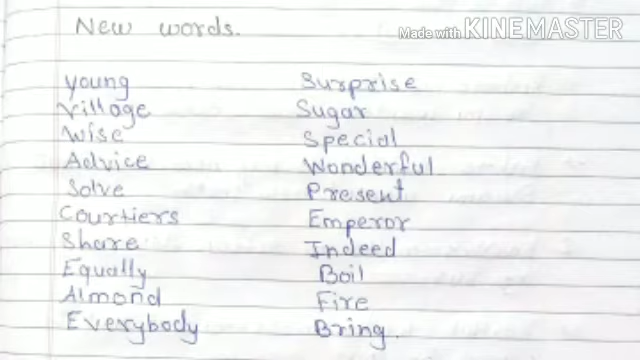 New words.
Made with KINEMASTER
Young
Village
Wise
Advice
Solve
Courtiers
Share
Equally
Almond
Everybody
Surprise
Sugar
Special
Wonderful
Present
Emperor
Indeed
Boil
Fire
Bring.